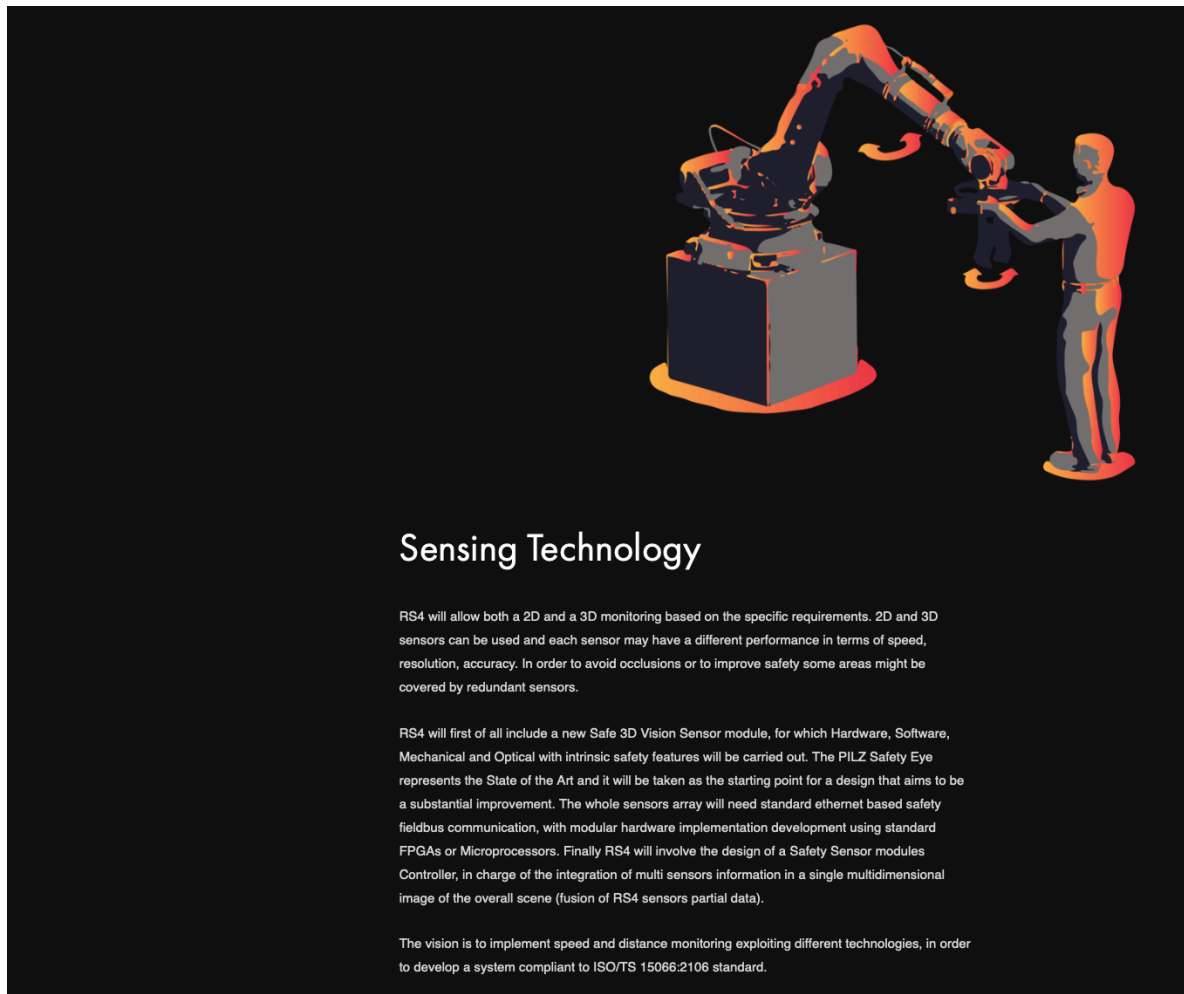 Sensing Technology
RS4 will allow both a 2D and a 3D monitoring based on the specific requirements. 2D and 3D
sensors can be used and each sensor may have a different performance in terms of speed,
resolution, accuracy. In order to avoid occlusions or to improve safety some areas might be
covered by redundant sensors.
RS4 will first of all include a new Safe 3D Vision Sensor module, for which Hardware, Software,
Mechanical and Optical with intrinsic safety features will be carried out. The PILZ Safety Eye
represents the State of the Art and it will be taken as the starting point for a design that aims to be
a substantial improvement. The whole sensors array will need standard ethernet based safety
fieldbus communication, with modular hardware implementation development using standard
FPGAs or Microprocessors. Finally RS4 will involve the design of a Safety Sensor modules
Controller, in charge of the integration of multi sensors information in a single multidimensional
image of the overall scene (fusion of RS4 sensors partial data).
The vision is to implement speed and distance monitoring exploiting different technologies, in order
to develop a system compliant to ISO/TS 15066:2106 standard.